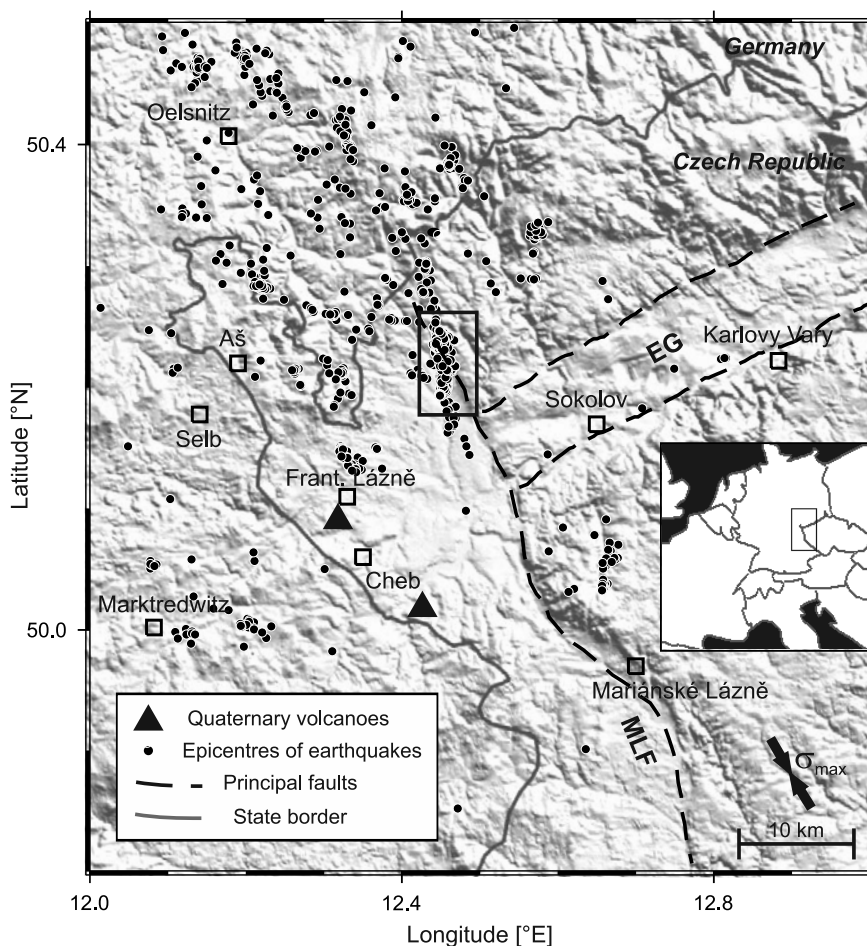 Germany
Oelsnitz
50.4
Czech Republic
Aš
EG
Karlovy Vary
Sokolov
Selb
Latitude [°N]
Frant. Lázně
Cheb
Marktredwitz
50.0
Mariánské Lázně
MLF
Quaternary volcanoes
Epicentres of earthquakes
Principal faults
State border
σmax
10 km
12.0
12.4
12.8
Longitude [°E]